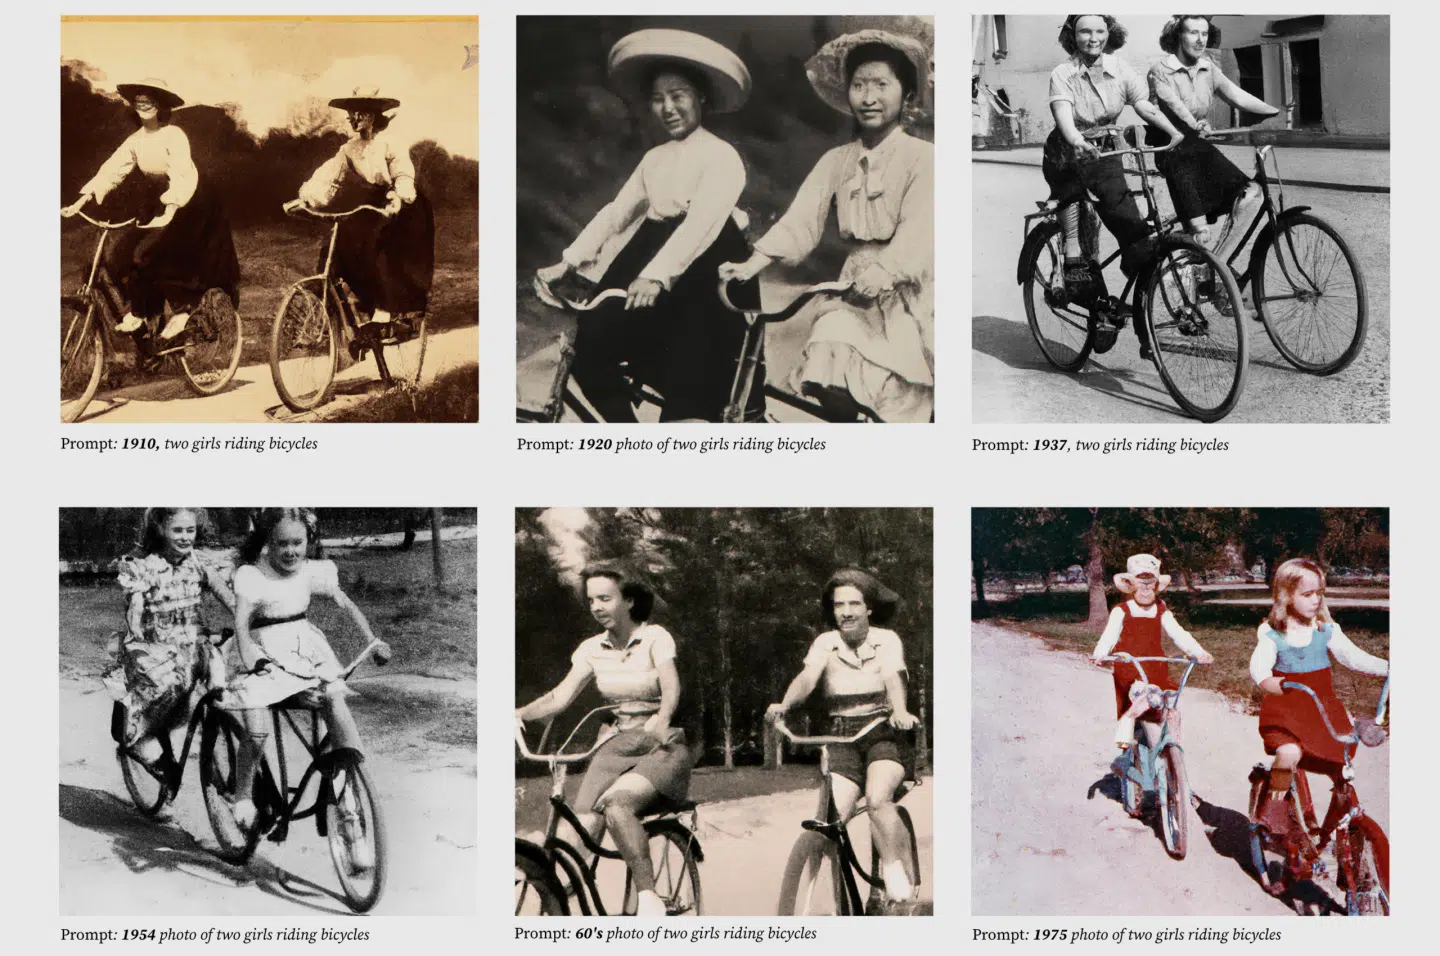 Prompt: 1910, two girls riding bicycles
Prompt: 1920 photo of two girls riding bicycles
Prompt: 1937, two girls riding bicycles
Prompt: 1954 photo of two girls riding bicycles
Prompt: 60's photo of two girls riding bicycles
Prompt: 1975 photo of two girls riding bicycles